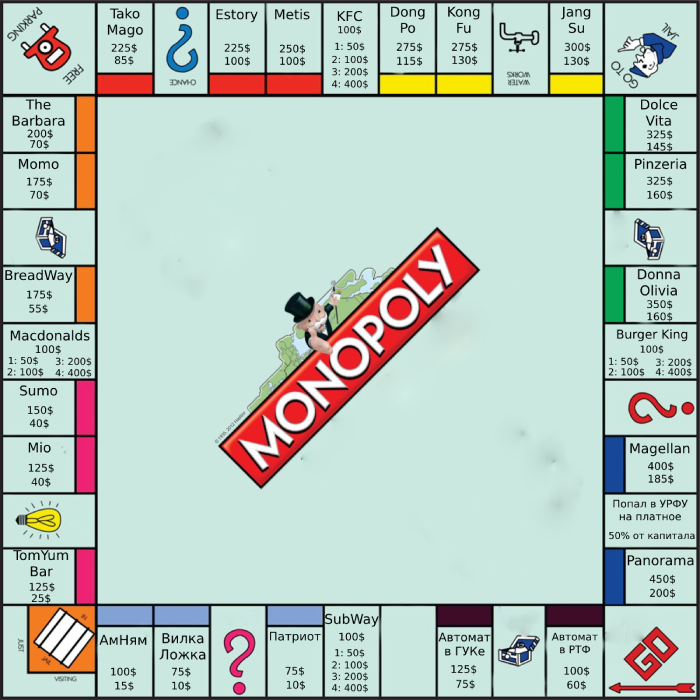 FREE
PARKING
Tako
Mago
225$
85$
CHANCE
Estory
225$
100$
Metis
250$
100$
KFC
100$
1: 50$
2: 100$
3: 200$
4: 400$
Dong
Po
275$
115$
Kong
Fu
275$
130$
WATER
WORKS
Jang
Su
300$
130$
GO TO
JAIL
The
Barbara
200$
70$
Momo
175$
70$
BreadWay
175$
55$
Macdonalds
100$
1: 50$ 3: 200$
2: 100$ 4: 400$
Sumo
150$
40$
Mio
125$
40$
TomYum
Bar
125$
25$
MONOPOLY
Dolce
Vita
325$
145$
Pinzeria
325$
160$
Donna
Olivia
350$
160$
Burger King
100$
1: 50$ 3: 200$
2: 100$ 4: 400$
Magellan
400$
185$
Попал в УРФУ
на платное
50% от капитала
Panorama
450$
200$
IN
JAIL
JUST
VISITING
АмНям
100$
15$
Вилка
Ложка
75$
10$
Патриот
75$
10$
SubWay
100$
1: 50$
2: 100$
3: 200$
4: 400$
Автомат
в ГУКе
125$
75$
Автомат
в РТФ
100$
60$
GO